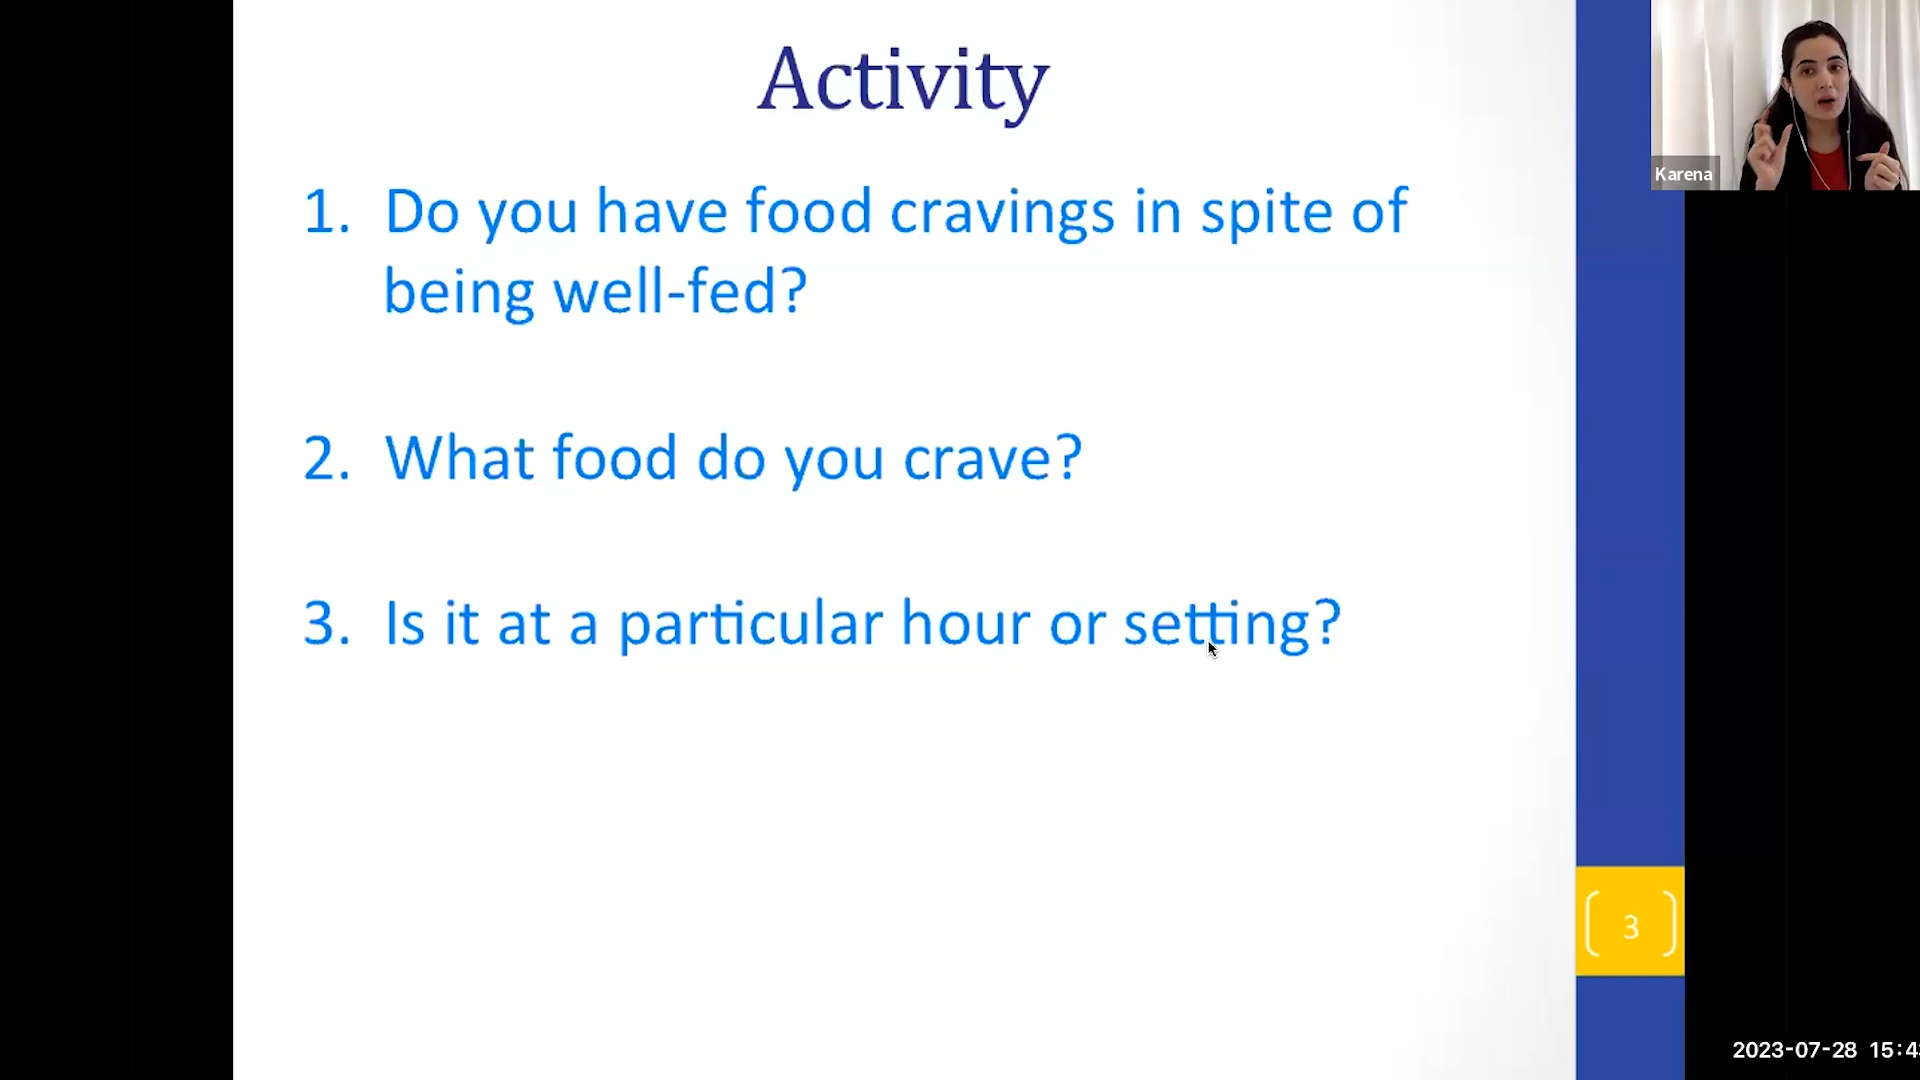 Activity
1. Do you have food cravings in spite of
being well-fed?
2. What food do you crave?
3. Is it at a particular hour or setting?
Karena
3
2023-07-28 15:4